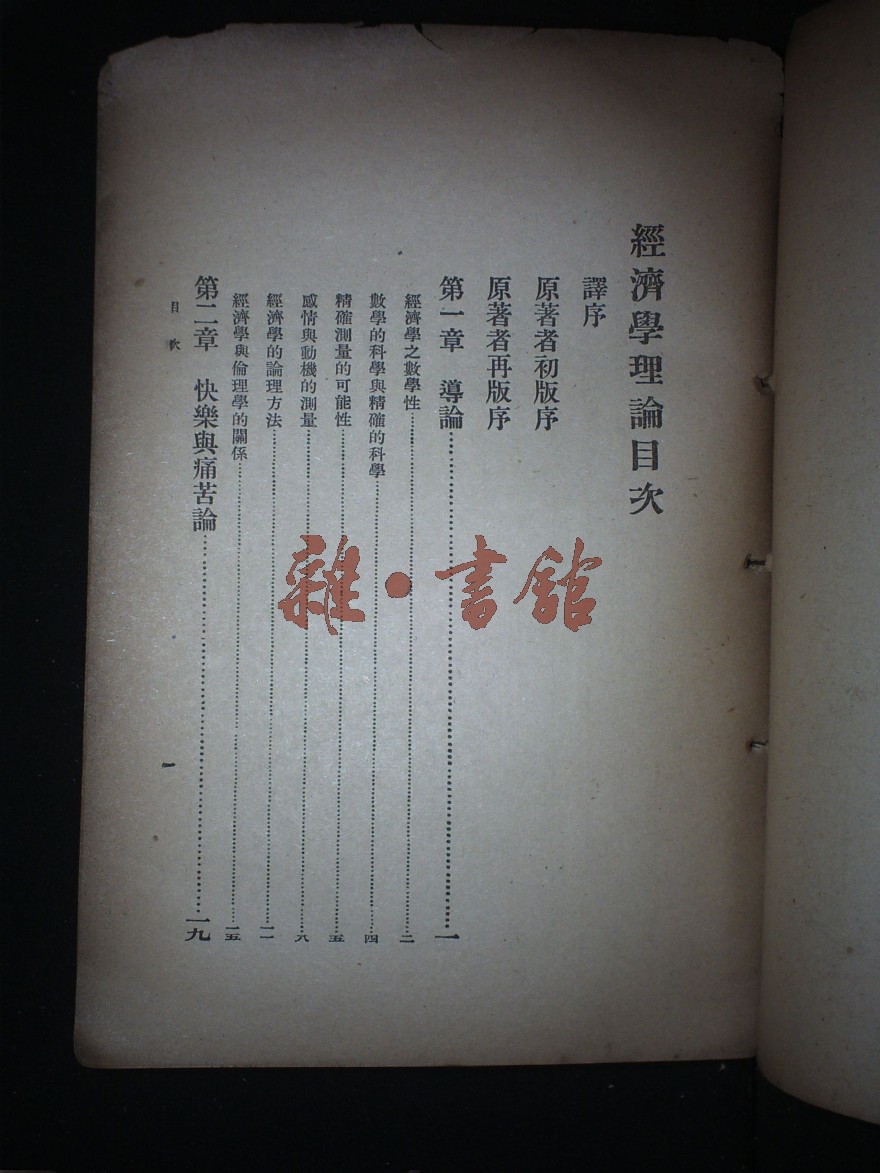 經濟學理論目次
譯序
原著者初版序
原著者再版序
第一章 導論……一
經濟學之數學性……二
數學的科學與精確的科學……四
精確測量的可能性……五
感情與動機的測量……八
經濟學的論理方法……一一
經濟學與倫理學的關係……一五
第二章 快樂與痛苦論……一九
目次
一
雜·書館